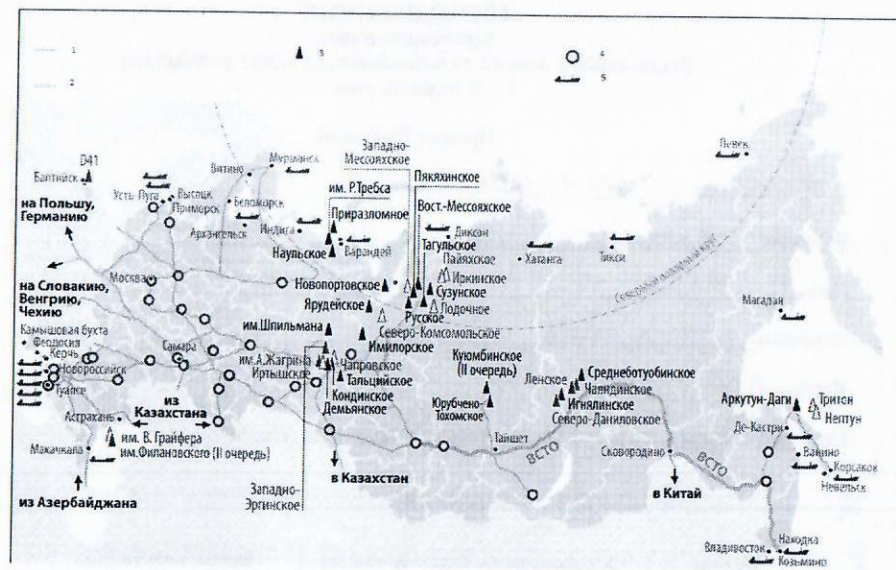 1
2
3
4
5
D41
Балтийск
на Польшу,
Германию
на Словакию,
Венгрию,
Чехию
Камышовая бухта
Феодосия
Керчь
Новороссийск
Туапсе
Астрахань
Махачкала
из Азербайджана
Усть-Луга
Высоцк
Приморск
Москва
Самара
из
Казахстана
им. В. Грайфера
им.Филановского (II очередь)
Витино
Мурманск
Беломорск
Архангельск
Индига
Западно-
Мессояхское
Пякяхинское
им. Р.Требса
Приразломное
Вост.-Мессояхское
Диксон
Тагульское
Варандей
Наульское
Пайяхское
Хатанга
Тикси
Певек
Северный полярный круг
Новопортовское
Иркинское
Сузунское
Лодочное
Ярудейское
Русское
Северо-Комсомольское
им.Шпильмана
Имилорское
им.А.Жагрина
Чапровское
Иртышское
Тальцийское
Кондинское
Демьянское
Западно-
Эргинское
в Казахстан
Куюмбинское
(II очередь)
Юрубчено-
Тохомское
Тайшет
ВСТО
Среднеботуобинское
Ленское
Чаяндинское
Игнялинское
Северо-Даниловское
Магадан
Аркутун-Даги
Тритон
Нептун
Де-Кастри
Ванино
Корсаков
Невельск
Сковородино
ВСТО
в Китай
Владивосток
Находка
Козьмино